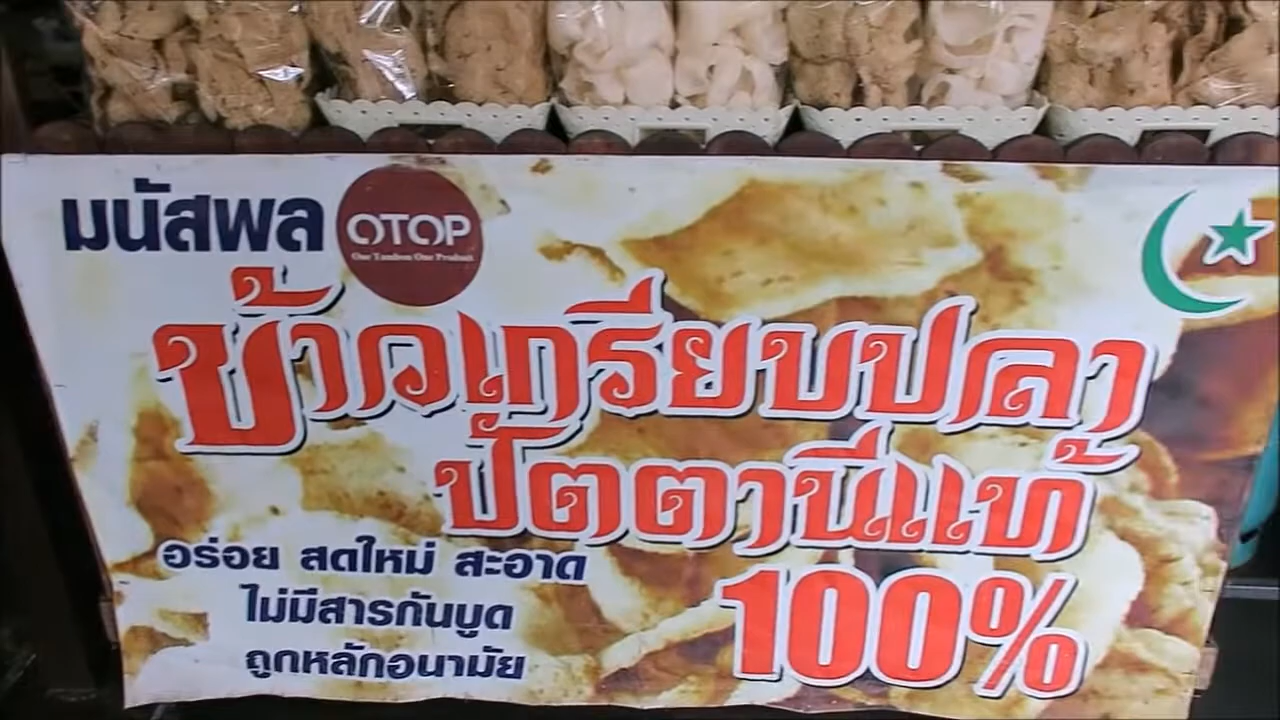 มนัสพล
OTOP
One Tambon One Product
ข้าวเกรียบปลา
ปัตตานีแท้
100%
อร่อย สดใหม่ สะอาด
ไม่มีสารกันบูด
ถูกหลักอนามัย